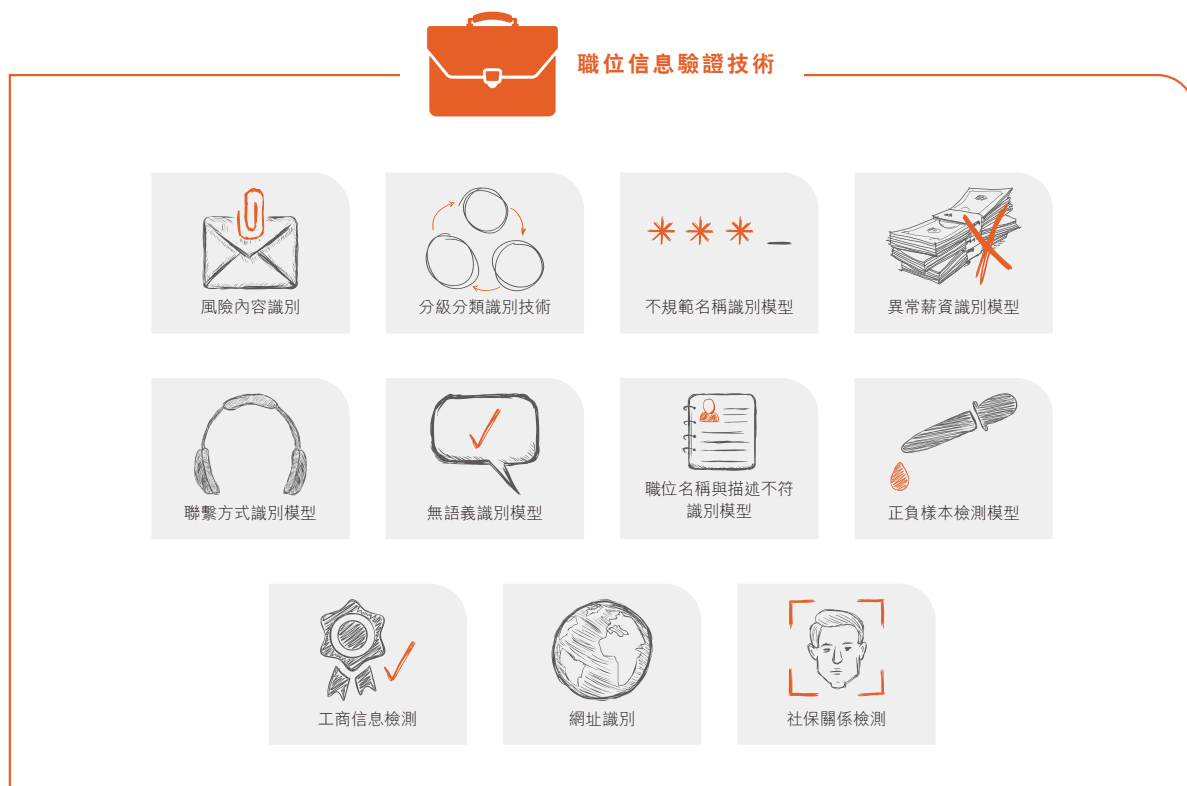 職位信息驗證技術
風險內容識別
分級分類識別技術
不規範名稱識別模型
異常薪資識別模型
聯繫方式識別模型
無語義識別模型
職位名稱與描述不符
識別模型
正負樣本檢測模型
工商信息檢測
網址識別
社保關係檢測